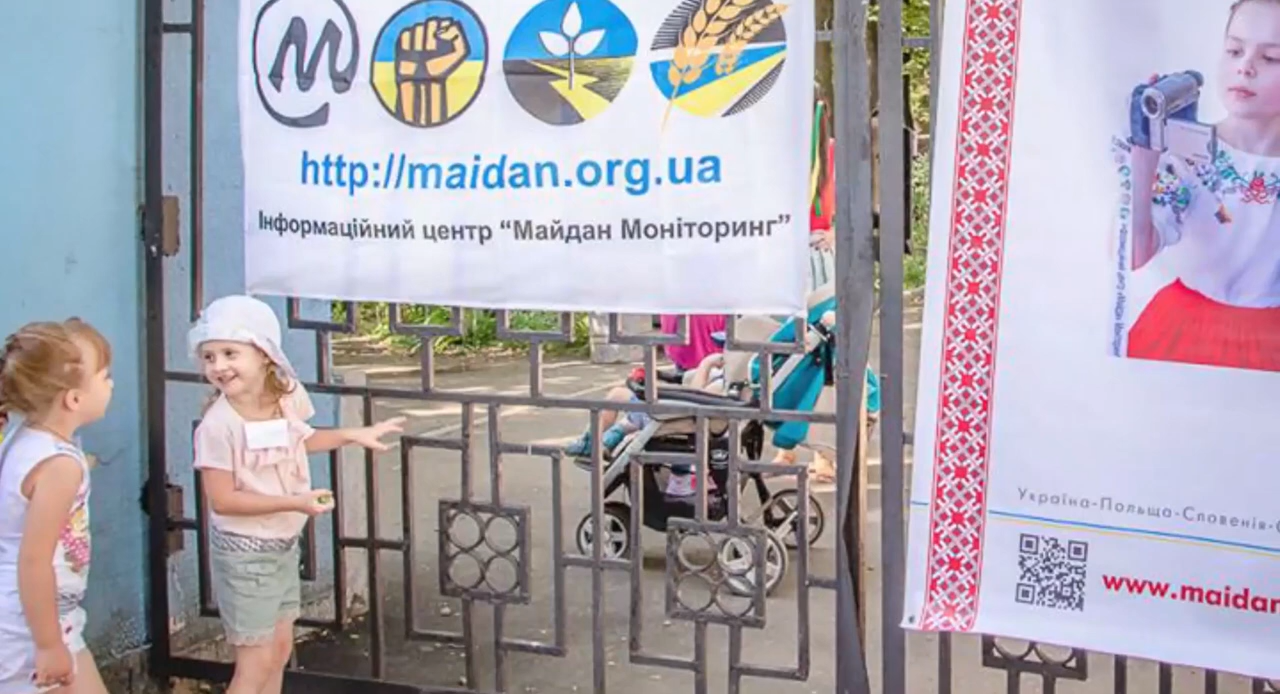 http://maidan.org.ua
Інформаційний центр “Майдан Моніторинг”
Україна-Польща-Словенія-
www.maidan